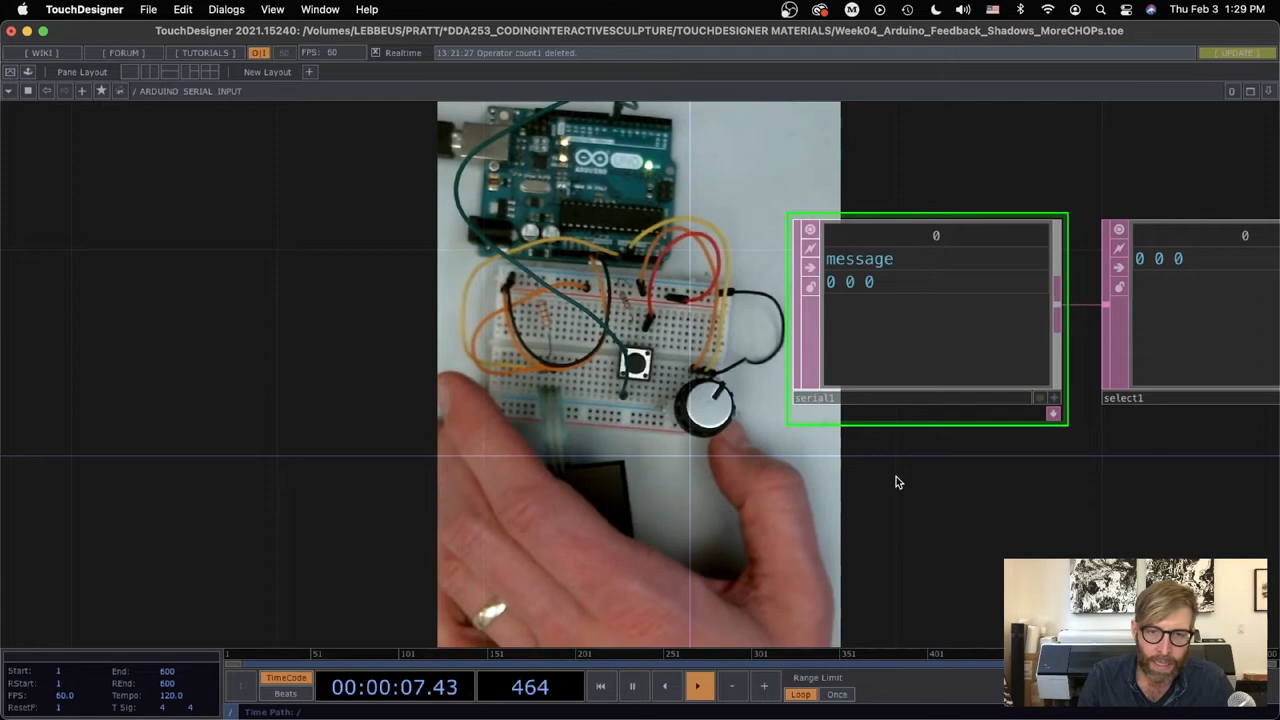 TouchDesigner File Edit Dialogs View Window Help Thu Feb 3 1:29 PM
TouchDesigner 2021.15240: /Volumes/LEBBEUS/PRATT/*DDA253_CODINGINTERACTIVESCULPTURE/TOUCHDESIGNER MATERIALS/Week04_Arduino_Feedback_Shadows_MoreCHOPs.toe
[ WIKI ] [ FORUM ] [ TUTORIALS ] O|I 60 FPS: 60 Realtime 13:21:27 Operator count1 deleted. [ UPDATE ]
Pane Layout New Layout +
/ ARDUINO SERIAL INPUT 0
ARDUINO
0 0
message 0 0 0
0 0 0
serial1 select1
1 51 101 151 201 251 301 351 401
Start: 1 End: 600
RStart: 1 REnd: 600
FPS: 60.0 Tempo: 120.0
ResetF: 1 T Sig: 4 4
TimeCode
Beats
00:00:07.43 464
Range Limit
Loop Once
/ Time Path: /